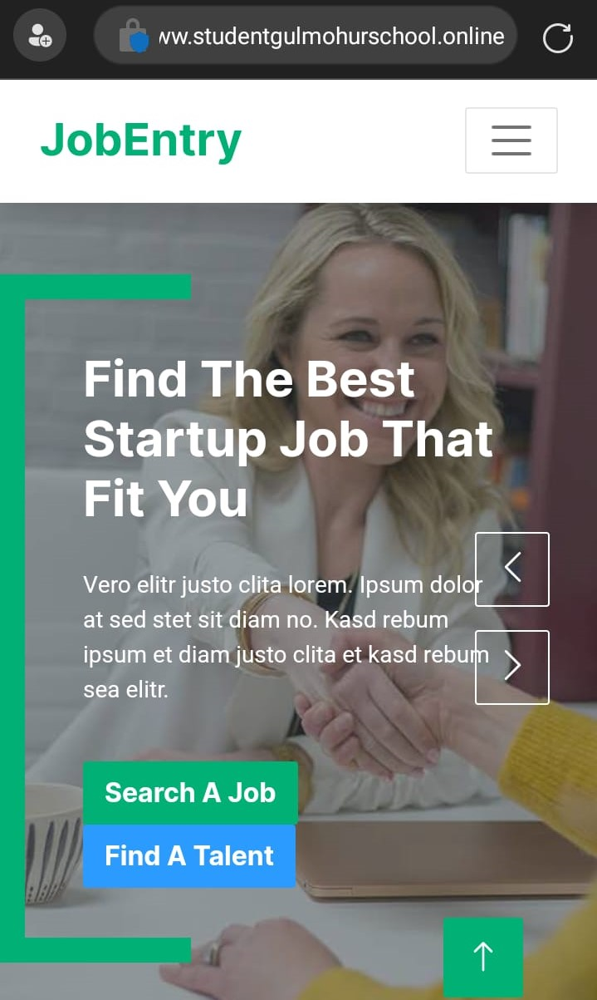 ww.studentgulmohurschool.online
JobEntry
Find The Best
Startup Job That
Fit You
Vero elitr justo clita lorem. Ipsum dolor
at sed stet sit diam no. Kasd rebum
ipsum et diam justo clita et kasd rebum
sea elitr.
Search A Job
Find A Talent